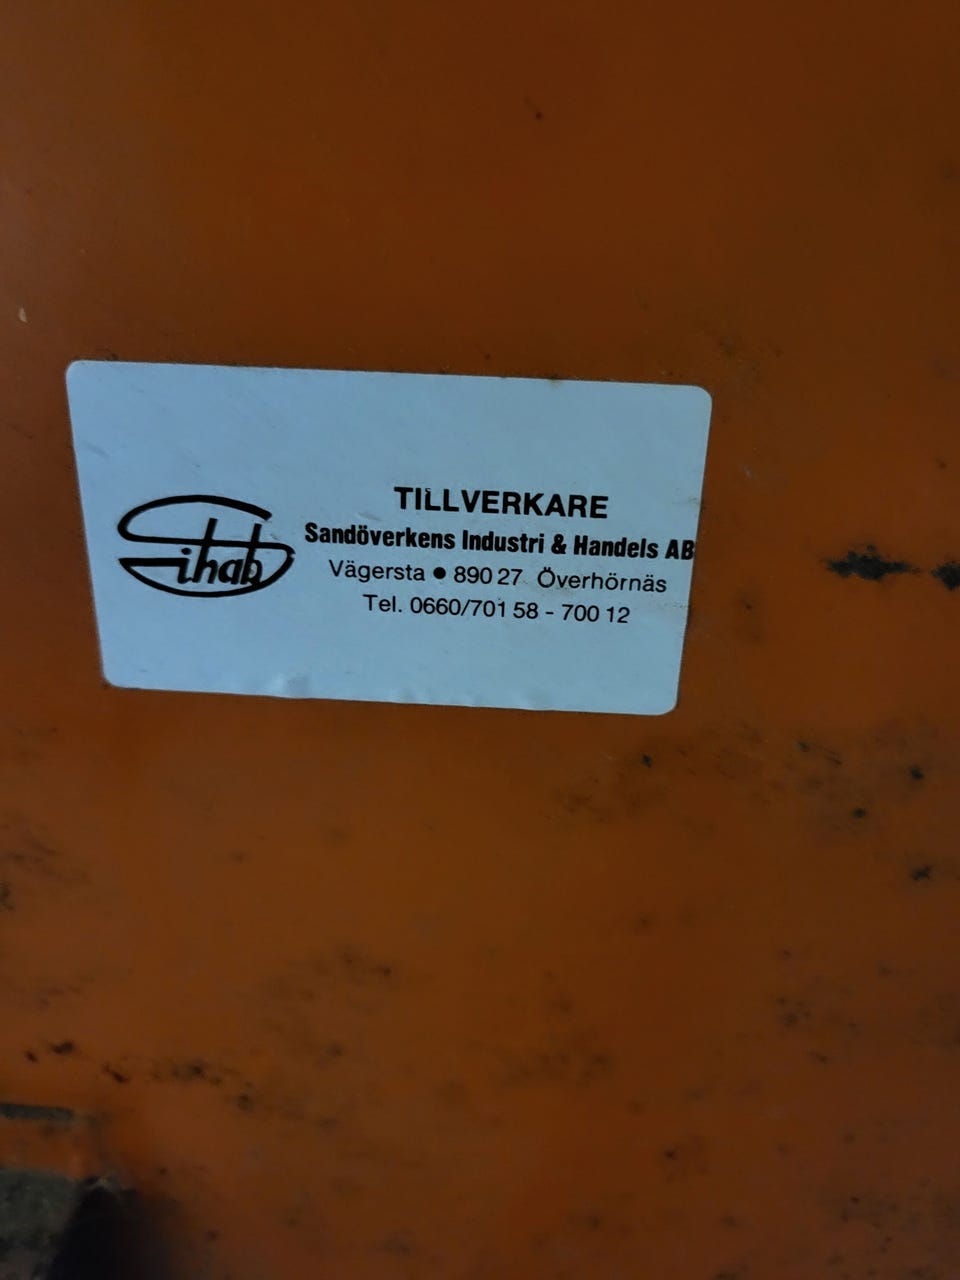 Sihab
TILLVERKARE
Sandöverkens Industri & Handels AB
Vägersta ● 890 27 Överhörnäs
Tel. 0660/701 58 - 700 12